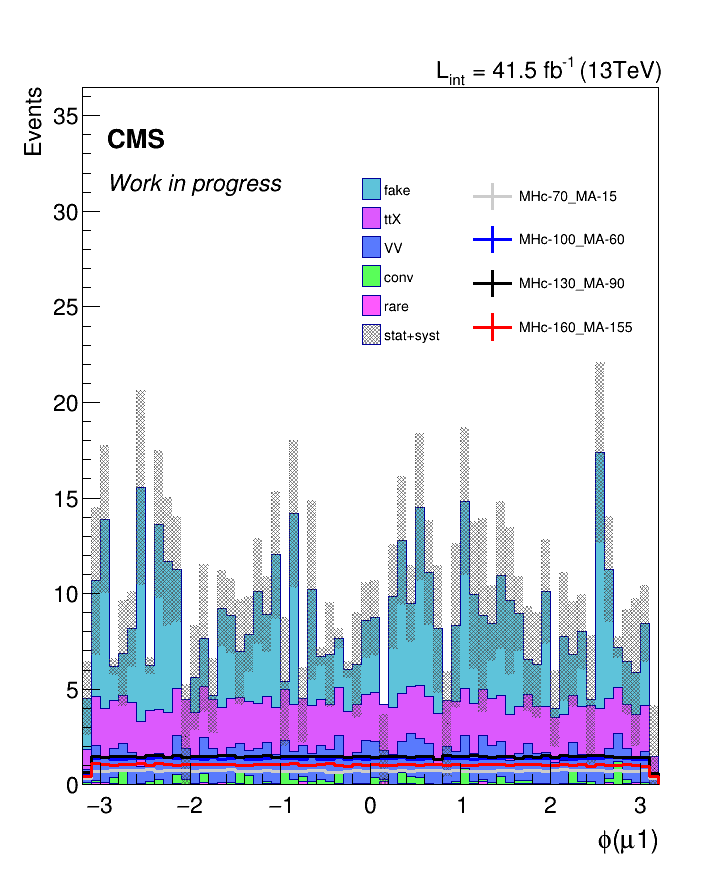 L_int = 41.5 fb^-1 (13TeV)
Events
CMS
Work in progress
fake
ttX
VV
conv
rare
stat+syst
MHc-70_MA-15
MHc-100_MA-60
MHc-130_MA-90
MHc-160_MA-155
35
30
25
20
15
10
5
0
−3 −2 −1 0 1 2 3
ϕ(μ1)